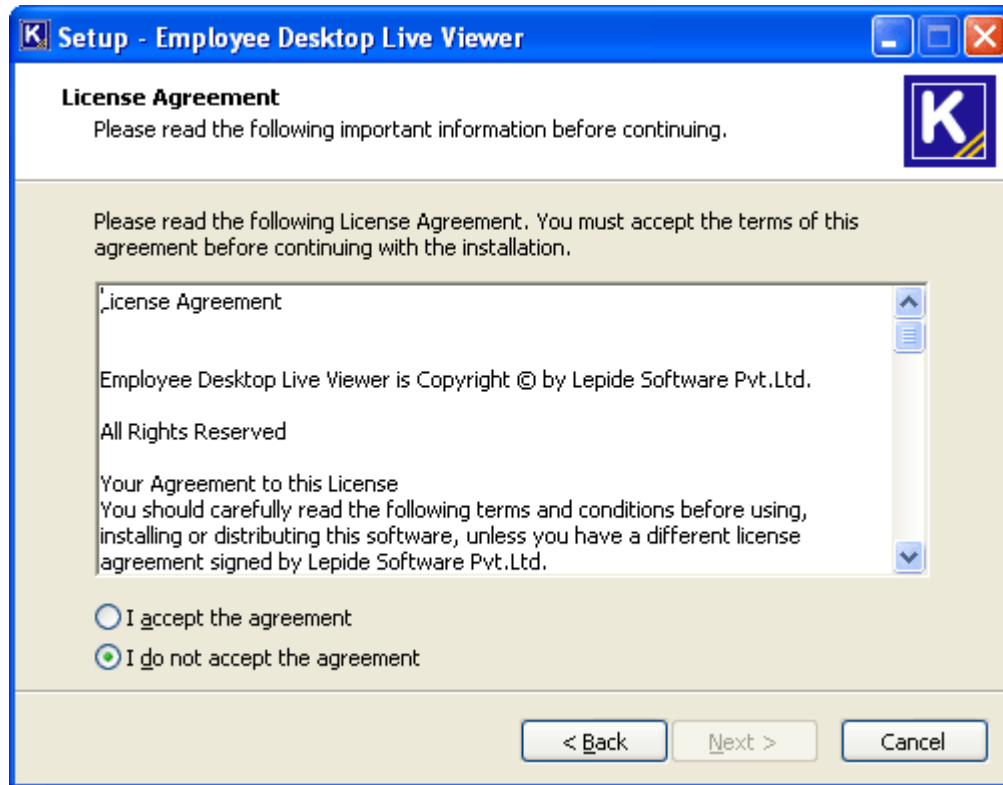 K
Setup - Employee Desktop Live Viewer
License Agreement
Please read the following important information before continuing.
K
Please read the following License Agreement. You must accept the terms of this
agreement before continuing with the installation.
License Agreement
Employee Desktop Live Viewer is Copyright © by Lepide Software Pvt.Ltd.
All Rights Reserved
Your Agreement to this License
You should carefully read the following terms and conditions before using,
installing or distributing this software, unless you have a different license
agreement signed by Lepide Software Pvt.Ltd.
I accept the agreement
I do not accept the agreement
< Back
Next >
Cancel